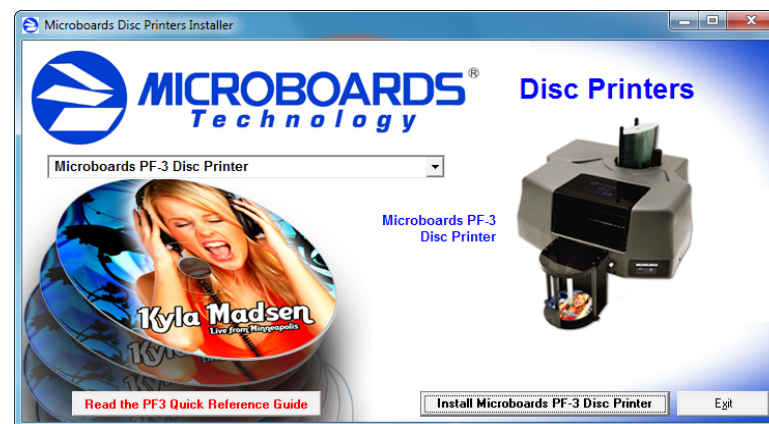 Microboards Disc Printers Installer
MICROBOARDS®
Technology
Disc Printers
Microboards PF-3 Disc Printer
Microboards PF-3
Disc Printer
Kyla Madsen
Live from Minneapolis
Read the PF3 Quick Reference Guide
Install Microboards PF-3 Disc Printer
Exit